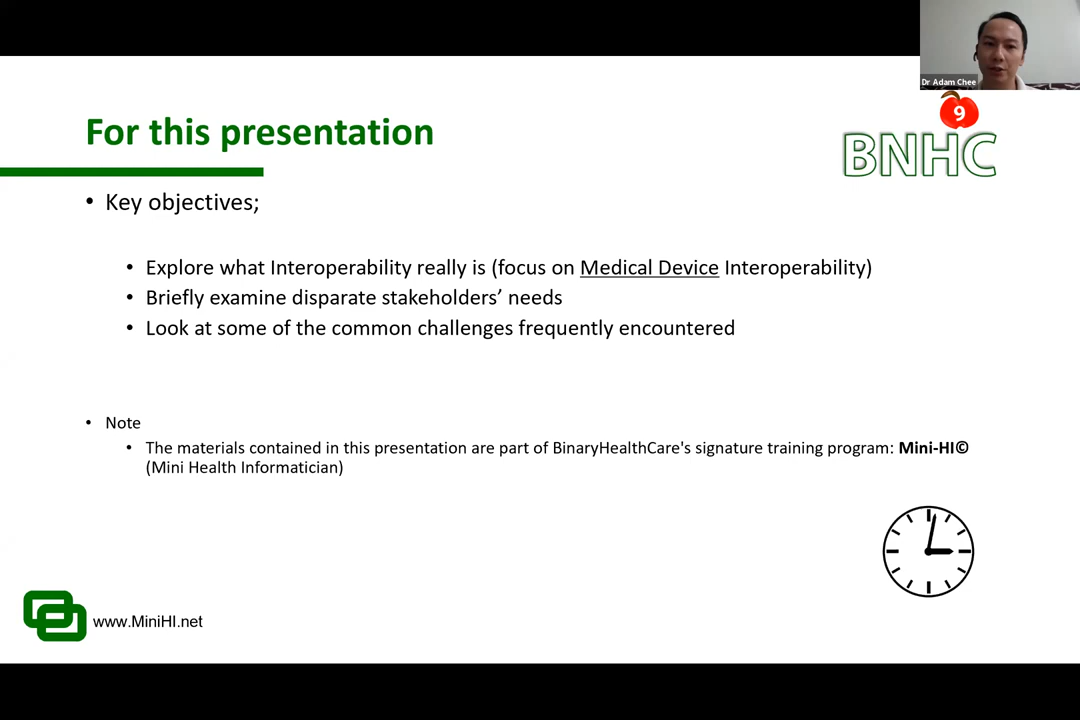 Dr Adam Chee
For this presentation
9
BNHC
• Key objectives;
• Explore what Interoperability really is (focus on Medical Device Interoperability)
• Briefly examine disparate stakeholders’ needs
• Look at some of the common challenges frequently encountered
• Note
• The materials contained in this presentation are part of BinaryHealthCare's signature training program: Mini-HI©
(Mini Health Informatician)
www.MiniHI.net